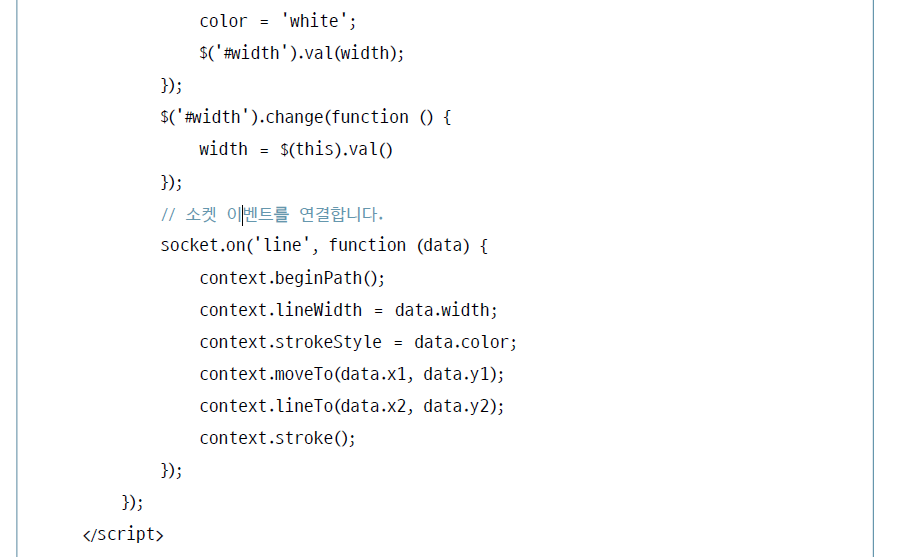 color = 'white';
$('#width').val(width);
});
$('#width').change(function () {
width = $(this).val()
});
// 소켓 이벤트를 연결합니다.
socket.on('line', function (data) {
context.beginPath();
context.lineWidth = data.width;
context.strokeStyle = data.color;
context.moveTo(data.x1, data.y1);
context.lineTo(data.x2, data.y2);
context.stroke();
});
});
</script>